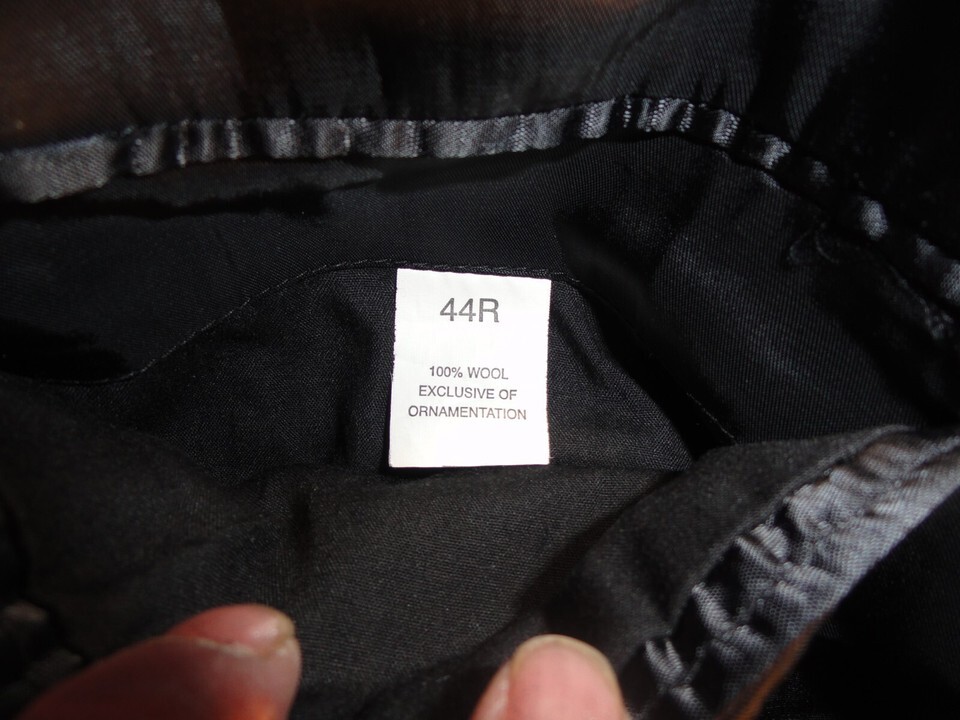 44R
100% WOOL
EXCLUSIVE OF
ORNAMENTATION